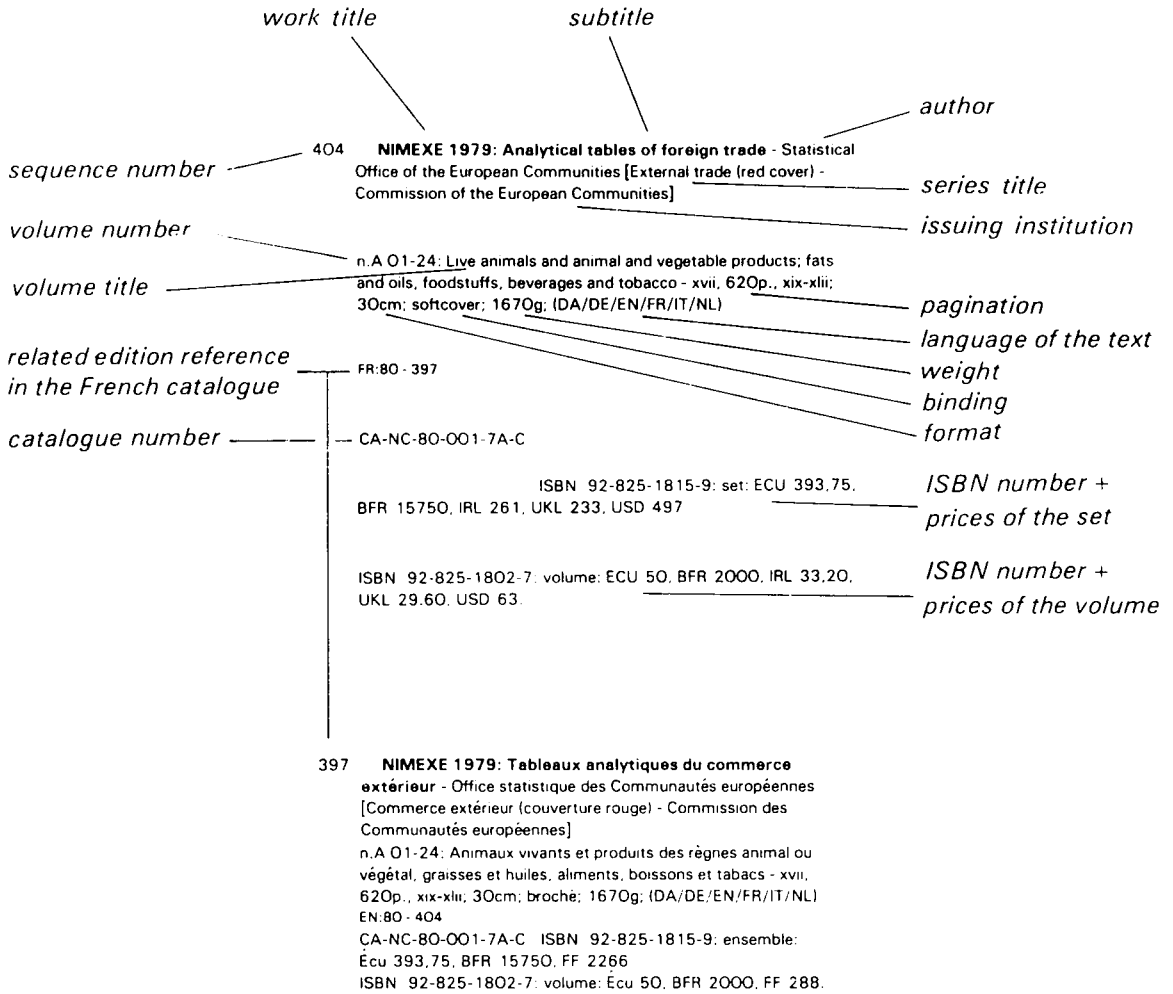 work title
subtitle
author
404 NIMEXE 1979: Analytical tables of foreign trade - Statistical
Office of the European Communities [External trade (red cover) -
Commission of the European Communities]
sequence number
series title
issuing institution
volume number
n.A 01-24: Live animals and animal and vegetable products; fats
and oils, foodstuffs, beverages and tobacco - xvii, 620p., xix-xlii;
30cm; softcover; 1670g; (DA/DE/EN/FR/IT/NL)
volume title
pagination
language of the text
weight
binding
format
related edition reference
in the French catalogue
FR:80 - 397
catalogue number
CA-NC-80-001-7A-C
ISBN 92-825-1815-9: set: ECU 393,75,
BFR 15750, IRL 261, UKL 233, USD 497
ISBN number +
prices of the set
ISBN 92-825-1802-7: volume: ECU 50, BFR 2000, IRL 33,20,
UKL 29.60, USD 63.
ISBN number +
prices of the volume
397 NIMEXE 1979: Tableaux analytiques du commerce
extérieur - Office statistique des Communautés européennes
[Commerce extérieur (couverture rouge) - Commission des
Communautés européennes]
n.A 01-24: Animaux vivants et produits des règnes animal ou
végétal, graisses et huiles, aliments, boissons et tabacs - xvii,
620p., xix-xlii; 30cm; brochè; 1670g; (DA/DE/EN/FR/IT/NL)
EN:80 - 404
CA-NC-80-001-7A-C ISBN 92-825-1815-9: ensemble:
Écu 393,75, BFR 15750, FF 2266
ISBN 92-825-1802-7: volume: Écu 50, BFR 2000, FF 288.